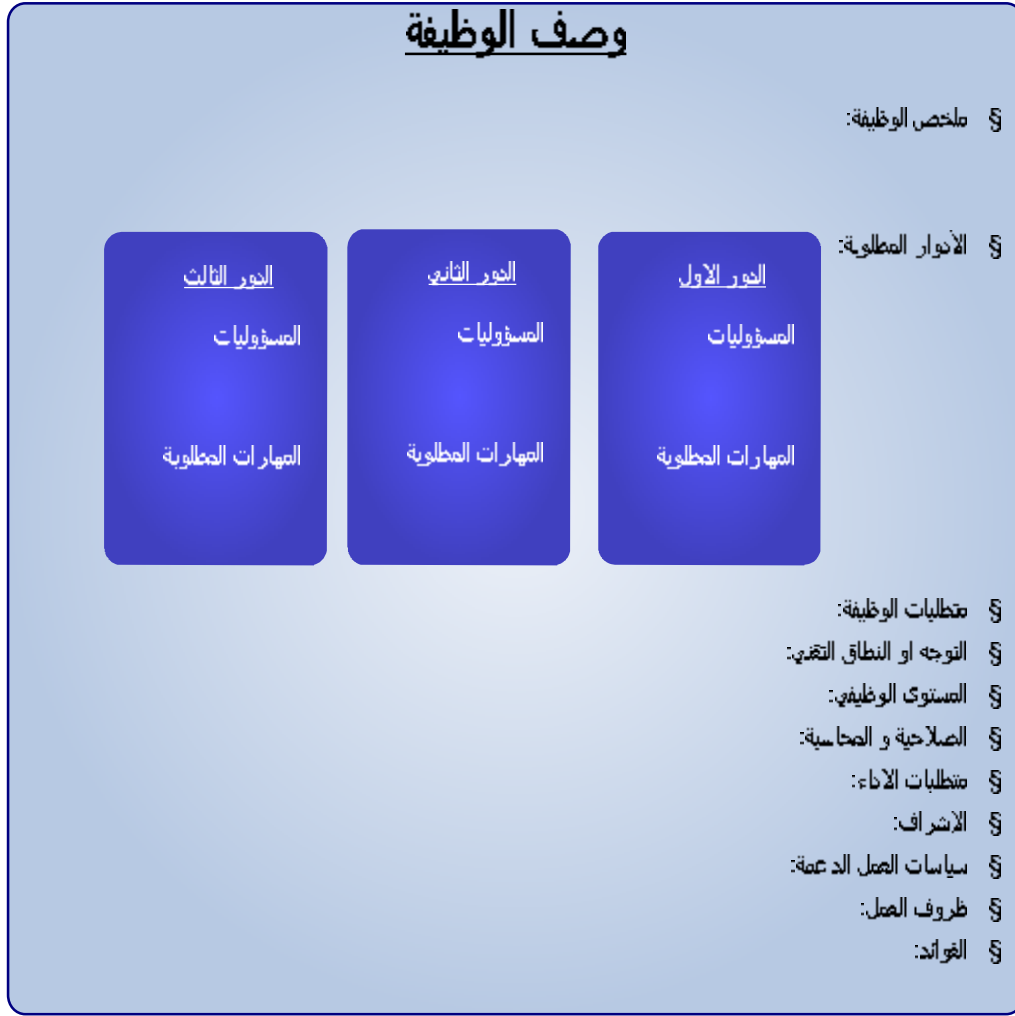 وصف الوظيفة
§ ملخص الوظيفة:
§ الأدوار المطلوبة:
الدور الاول
المسؤوليات
المهارات المطلوبة
الدور الثاني
المسؤوليات
المهارات المطلوبة
الدور الثالث
المسؤوليات
المهارات المطلوبة
§ متطلبات الوظيفة:
§ التوجه او النطاق التقني:
§ المستوى الوظيفي:
§ الصلاحية و المحاسبة:
§ متطلبات الاداء:
§ الاشراف:
§ سياسات العمل الدعمة:
§ ظروف العمل:
§ الفوائد: